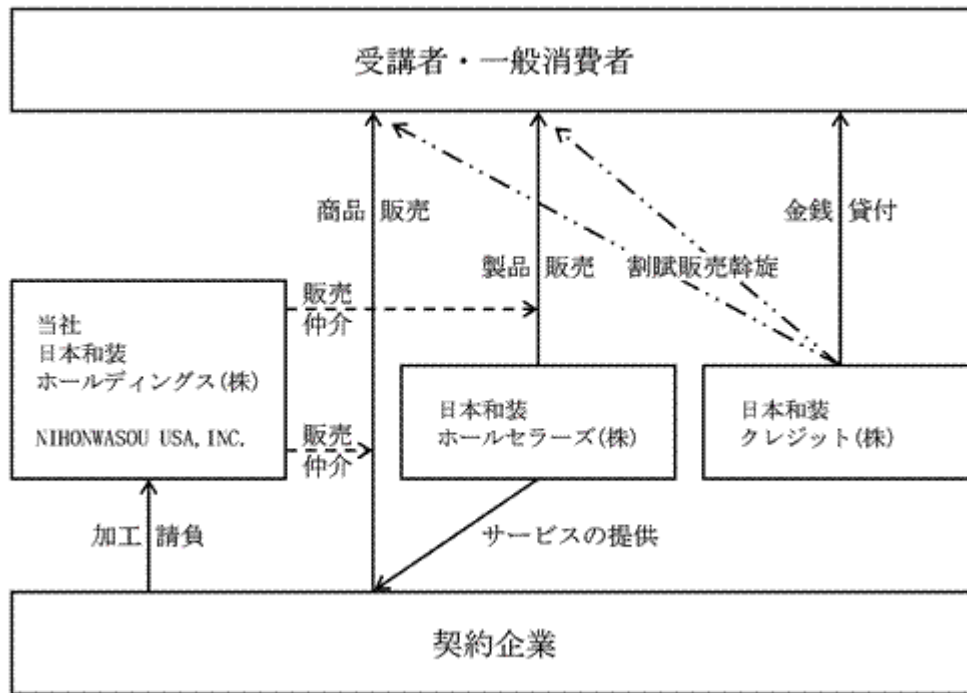 受講者・一般消費者
商品 販売
金銭 貸付
製品 販売
割賦販売斡旋
販売
仲介
当社
日本和装
ホールディングス(株)
NIHONWASOU USA,INC.
販売
仲介
日本和装
ホールセラーズ(株)
日本和装
クレジット(株)
加工 請負
サービスの提供
契約企業